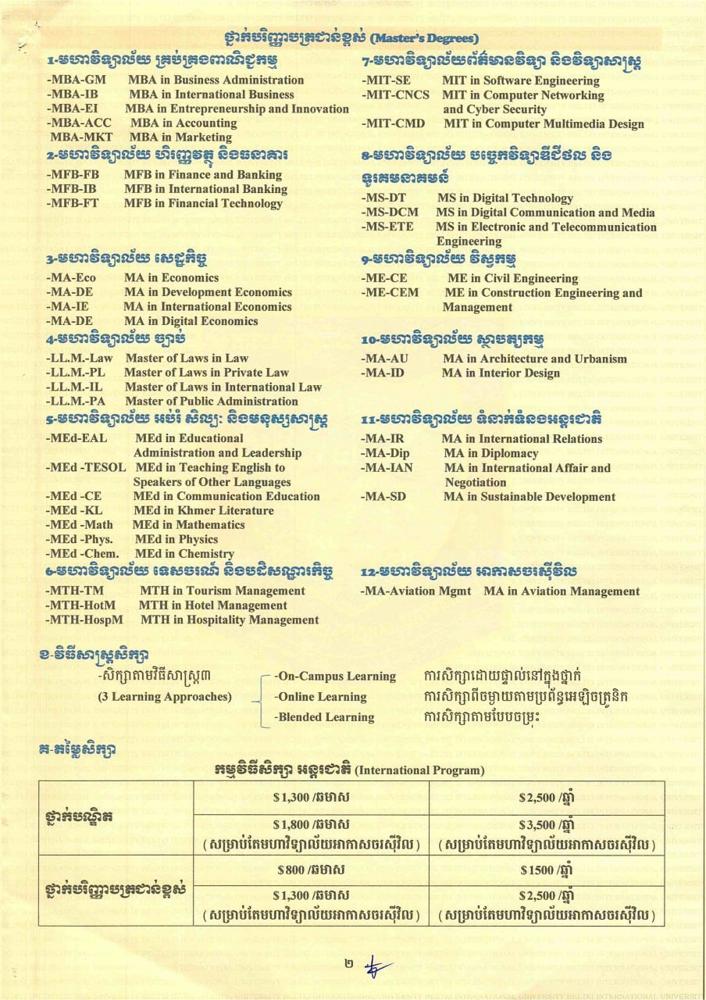 ថ្នាក់បរិញ្ញាបត្រជាន់ខ្ពស់ (Master's Degrees)
1-មហាវិទ្យាល័យ គ្រប់គ្រងពាណិជ្ជកម្ម
-MBA-GM MBA in Business Administration
-MBA-IB MBA in International Business
-MBA-EI MBA in Entrepreneurship and Innovation
-MBA-ACC MBA in Accounting
MBA-MKT MBA in Marketing
2-មហាវិទ្យាល័យ ហិរញ្ញវត្ថុ និងធនាគារ
-MFB-FB MFB in Finance and Banking
-MFB-IB MFB in International Banking
-MFB-FT MFB in Financial Technology
3-មហាវិទ្យាល័យ សេដ្ឋកិច្ច
-MA-Eco MA in Economics
-MA-DE MA in Development Economics
-MA-IE MA in International Economics
-MA-DE MA in Digital Economics
4-មហាវិទ្យាល័យ ច្បាប់
-LL.M.-Law Master of Laws in Law
-LL.M.-PL Master of Laws in Private Law
-LL.M.-IL Master of Laws in International Law
-LL.M.-PA Master of Public Administration
5-មហាវិទ្យាល័យ អប់រំ សិល្បៈ និងមនុស្សសាស្ត្រ
-MEd-EAL MEd in Educational
Administration and Leadership
-MEd -TESOL MEd in Teaching English to
Speakers of Other Languages
-MEd -CE MEd in Communication Education
-MEd -KL MEd in Khmer Literature
-MEd -Math MEd in Mathematics
-MEd -Phys. MEd in Physics
-MEd -Chem. MEd in Chemistry
6-មហាវិទ្យាល័យ ទេសចរណ៍ និងបដិសណ្ឋារកិច្ច
-MTH-TM MTH in Tourism Management
-MTH-HotM MTH in Hotel Management
-MTH-HospM MTH in Hospitality Management
7-មហាវិទ្យាល័យព័ត៌មានវិទ្យា និងវិទ្យាសាស្ត្រ
-MIT-SE MIT in Software Engineering
-MIT-CNCS MIT in Computer Networking
and Cyber Security
-MIT-CMD MIT in Computer Multimedia Design
8-មហាវិទ្យាល័យ បច្ចេកវិទ្យាឌីជីថល និង
ទូរគមនាគមន៍
-MS-DT MS in Digital Technology
-MS-DCM MS in Digital Communication and Media
-MS-ETE MS in Electronic and Telecommunication
Engineering
9-មហាវិទ្យាល័យ វិស្វកម្ម
-ME-CE ME in Civil Engineering
-ME-CEM ME in Construction Engineering and
Management
10-មហាវិទ្យាល័យ ស្ថាបត្យកម្ម
-MA-AU MA in Architecture and Urbanism
-MA-ID MA in Interior Design
11-មហាវិទ្យាល័យ ទំនាក់ទំនងអន្តរជាតិ
-MA-IR MA in International Relations
-MA-Dip MA in Diplomacy
-MA-IAN MA in International Affair and
Negotiation
-MA-SD MA in Sustainable Development
12-មហាវិទ្យាល័យ អាកាសចរស៊ីវិល
-MA-Aviation Mgmt MA in Aviation Management
ខ-វិធីសាស្ត្រសិក្សា
-សិក្សាតាមវិធីសាស្ត្រ៣
(3 Learning Approaches)
-On-Campus Learning ការសិក្សាដោយផ្ទាល់នៅក្នុងថ្នាក់
-Online Learning ការសិក្សាពីចម្ងាយតាមប្រព័ន្ធអេឡិចត្រូនិក
-Blended Learning ការសិក្សាតាមបែបចម្រុះ
គ-តម្លៃសិក្សា
កម្មវិធីសិក្សា អន្តរជាតិ (International Program)
ថ្នាក់បណ្ឌិត
$1,300 /ឆមាស $2,500 /ឆ្នាំ
$1,800 /ឆមាស $3,500 /ឆ្នាំ
(សម្រាប់តែមហាវិទ្យាល័យអាកាសចរស៊ីវិល) (សម្រាប់តែមហាវិទ្យាល័យអាកាសចរស៊ីវិល)
ថ្នាក់បរិញ្ញាបត្រជាន់ខ្ពស់
$800 /ឆមាស $1500 /ឆ្នាំ
$1,300 /ឆមាស $2,500 /ឆ្នាំ
(សម្រាប់តែមហាវិទ្យាល័យអាកាសចរស៊ីវិល) (សម្រាប់តែមហាវិទ្យាល័យអាកាសចរស៊ីវិល)
២